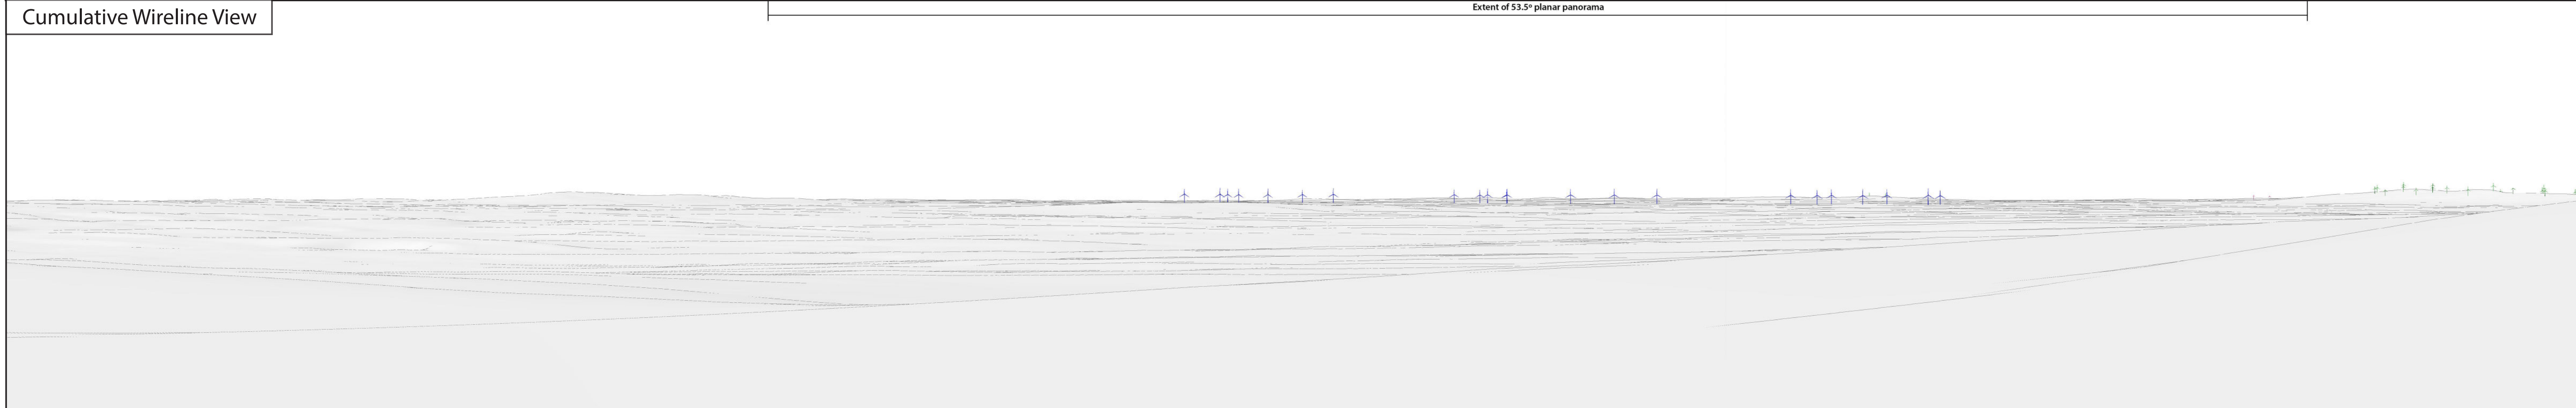 Cumulative Wireline View
Extent of 53.5º planar panorama